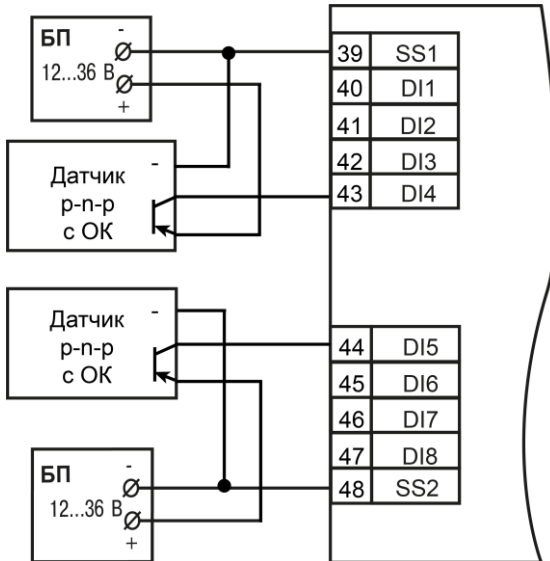 БП
-
12...36 В
+
Датчик
р-n-р
с ОК
-
39 SS1
40 DI1
41 DI2
42 DI3
43 DI4
Датчик
р-n-р
с ОК
-
44 DI5
45 DI6
46 DI7
47 DI8
48 SS2
БП
-
12...36 В
+